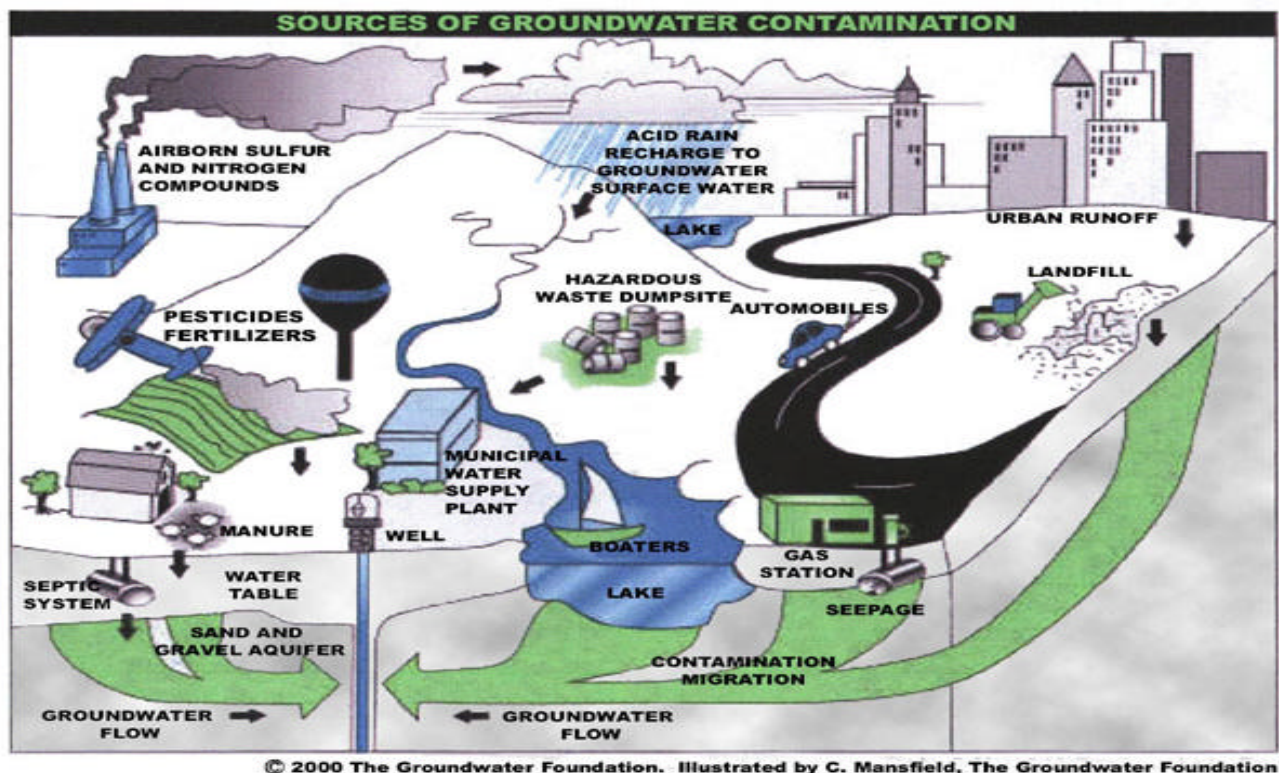 SOURCES OF GROUNDWATER CONTAMINATION
AIRBORN SULFUR
AND NITROGEN
COMPOUNDS
ACID RAIN
RECHARGE TO
GROUNDWATER
SURFACE WATER
LAKE
URBAN RUNOFF
HAZARDOUS
WASTE DUMPSITE
LANDFILL
AUTOMOBILES
PESTICIDES
FERTILIZERS
MUNICIPAL
WATER
SUPPLY
PLANT
MANURE
WELL
BOATERS
GAS
STATION
SEPTIC
SYSTEM
WATER
TABLE
LAKE
SEEPAGE
SAND AND
GRAVEL AQUIFER
CONTAMINATION
MIGRATION
GROUNDWATER
FLOW
GROUNDWATER
FLOW
© 2000 The Groundwater Foundation. Illustrated by C. Mansfield, The Groundwater Foundation